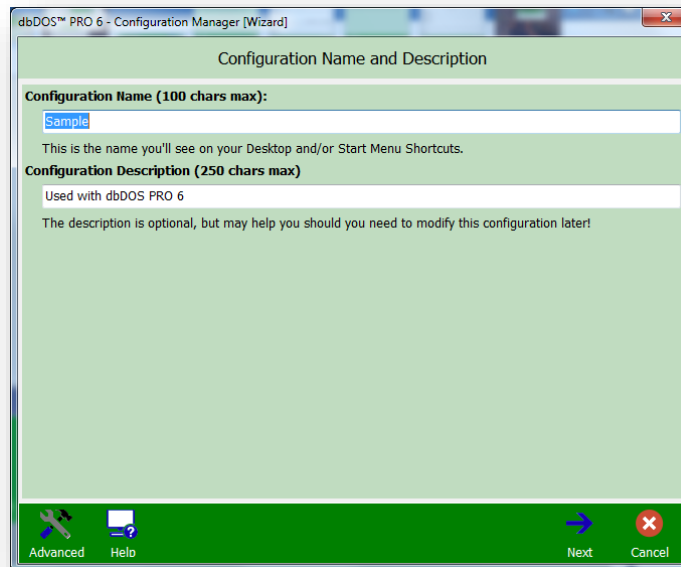 dbDOS™ PRO 6 - Configuration Manager [Wizard]
Configuration Name and Description
Configuration Name (100 chars max):
Sample
This is the name you'll see on your Desktop and/or Start Menu Shortcuts.
Configuration Description (250 chars max)
Used with dbDOS PRO 6
The description is optional, but may help you should you need to modify this configuration later!
Advanced Help Next Cancel